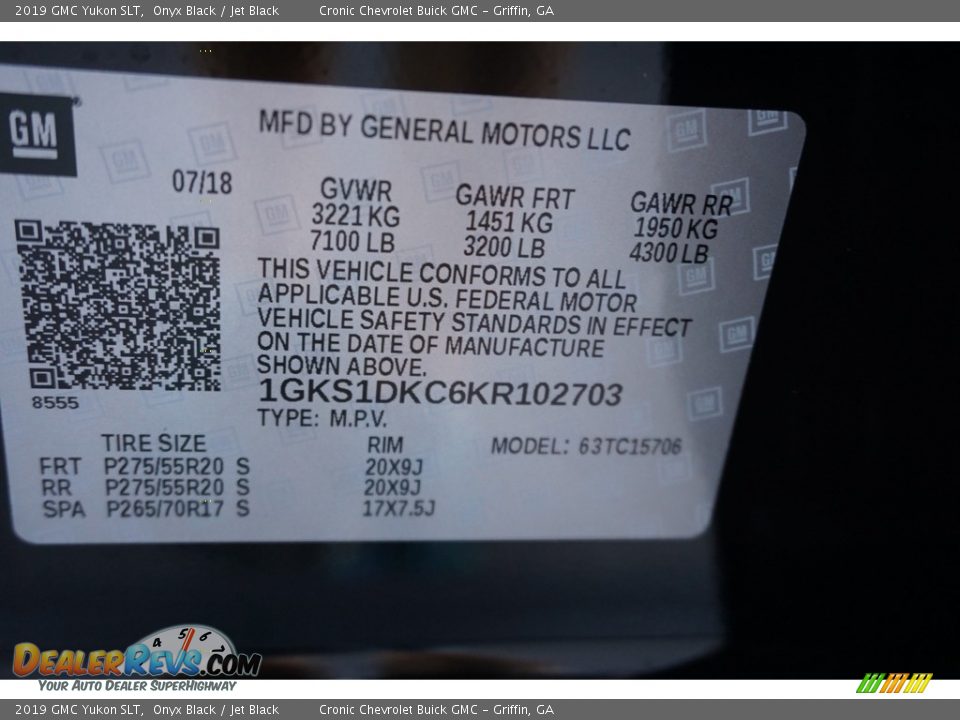 2019 GMC Yukon SLT, Onyx Black / Jet Black Cronic Chevrolet Buick GMC – Griffin, GA
GM
MFD BY GENERAL MOTORS LLC
07/18 GVWR GAWR FRT GAWR RR
3221 KG 1451 KG 1950 KG
7100 LB 3200 LB 4300 LB
THIS VEHICLE CONFORMS TO ALL
APPLICABLE U.S. FEDERAL MOTOR
VEHICLE SAFETY STANDARDS IN EFFECT
ON THE DATE OF MANUFACTURE
SHOWN ABOVE.
8555
1GKS1DKC6KR102703
TYPE: M.P.V.
TIRE SIZE RIM MODEL: 63TC15706
FRT P275/55R20 S 20X9J
RR P275/55R20 S 20X9J
SPA P265/70R17 S 17X7.5J
4 5 6
DEALERREVS.COM
YOUR AUTO DEALER SUPERHIGHWAY
2019 GMC Yukon SLT, Onyx Black / Jet Black Cronic Chevrolet Buick GMC – Griffin, GA